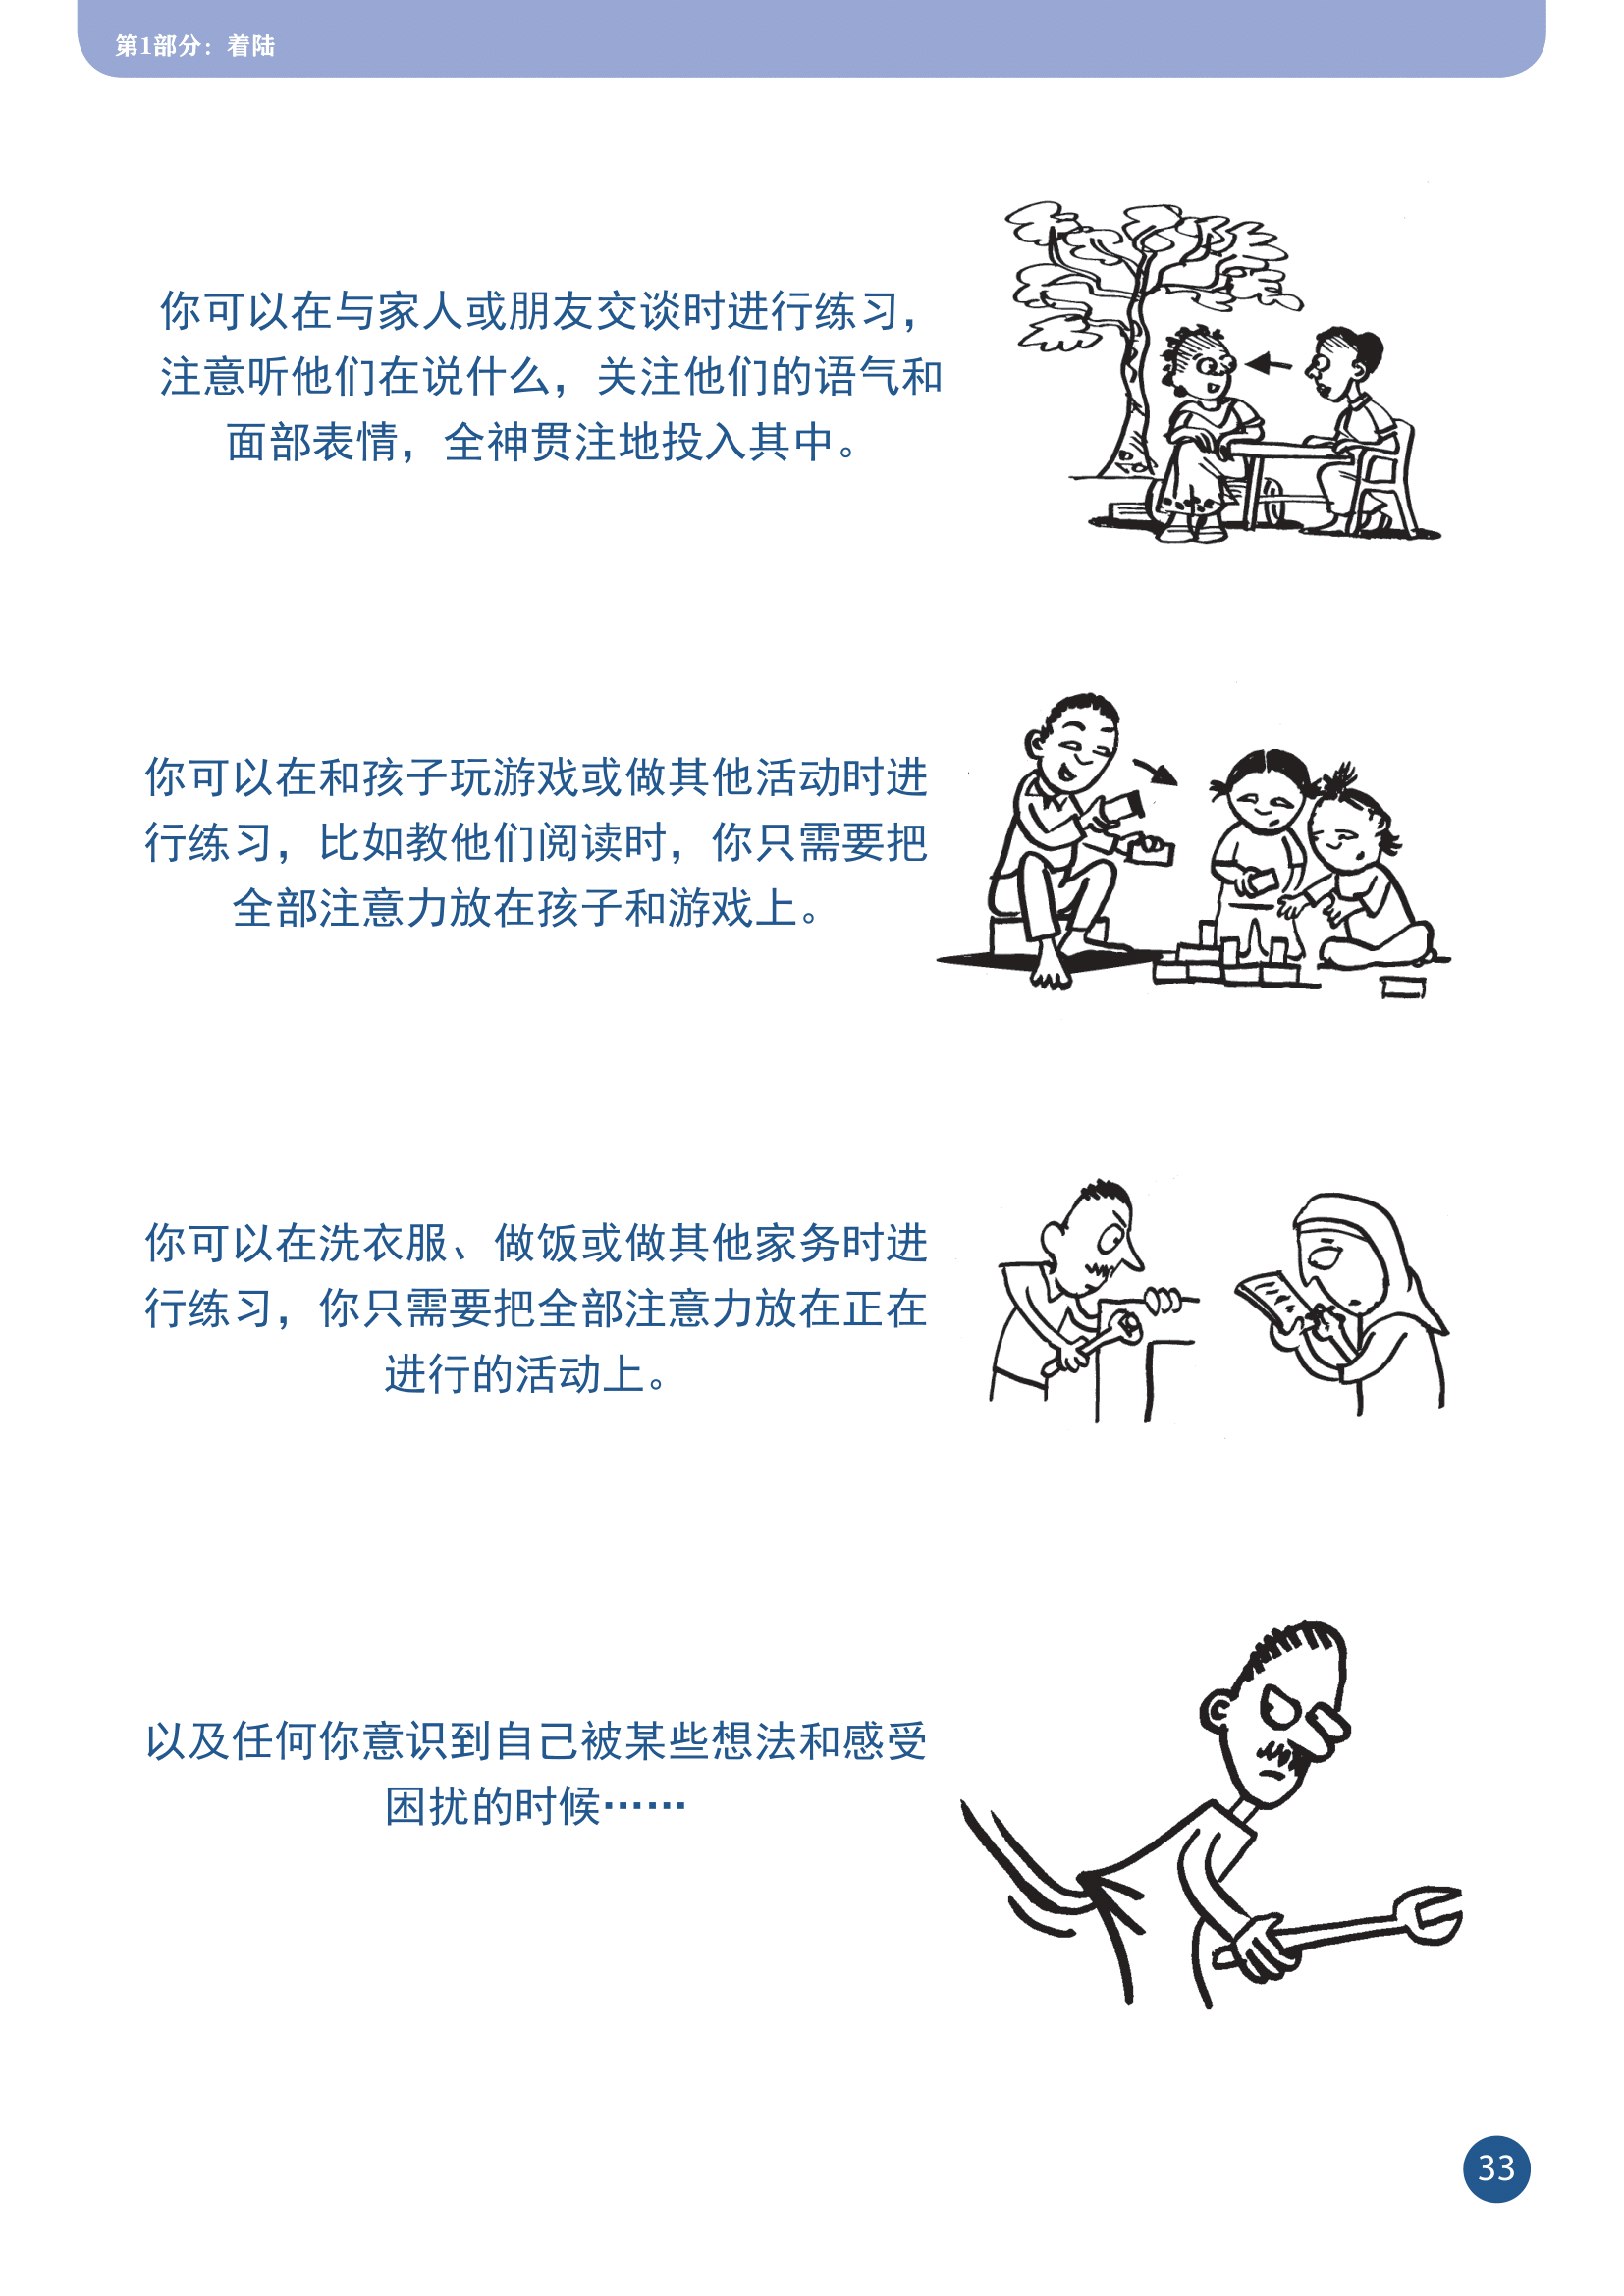 第1部分：着陆
你可以在与家人或朋友交谈时进行练习，
注意听他们在说什么，关注他们的语气和
面部表情，全神贯注地投入其中。
你可以在和孩子玩游戏或做其他活动时进
行练习，比如教他们阅读时，你只需要把
全部注意力放在孩子和游戏上。
你可以在洗衣服、做饭或做其他家务时进
行练习，你只需要把全部注意力放在正在
进行的活动上。
以及任何你意识到自己被某些想法和感受
困扰的时候……
33